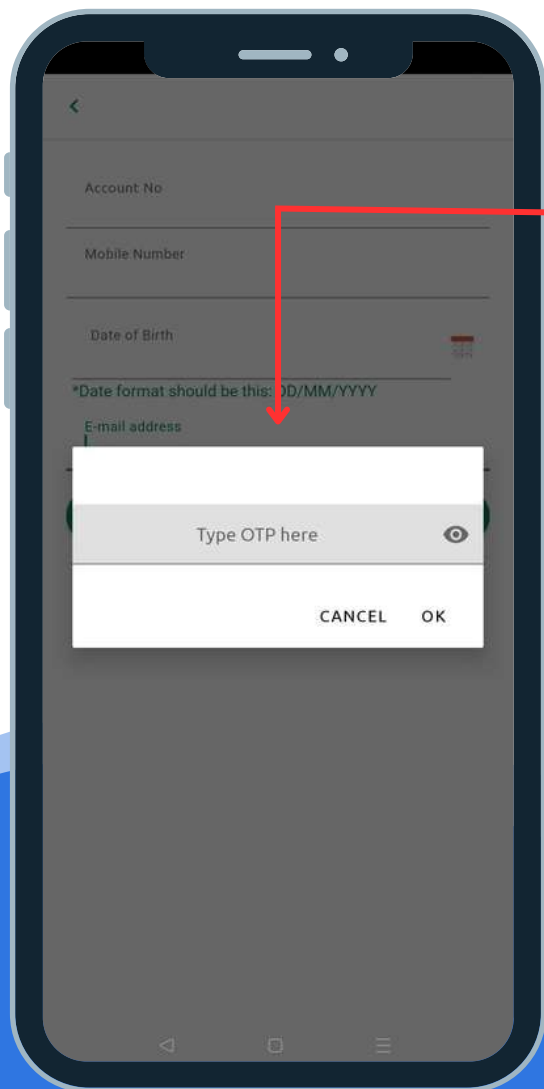 Account No
Mobile Number
Date of Birth
*Date format should be this: DD/MM/YYYY
E-mail address
Type OTP here
CANCEL OK